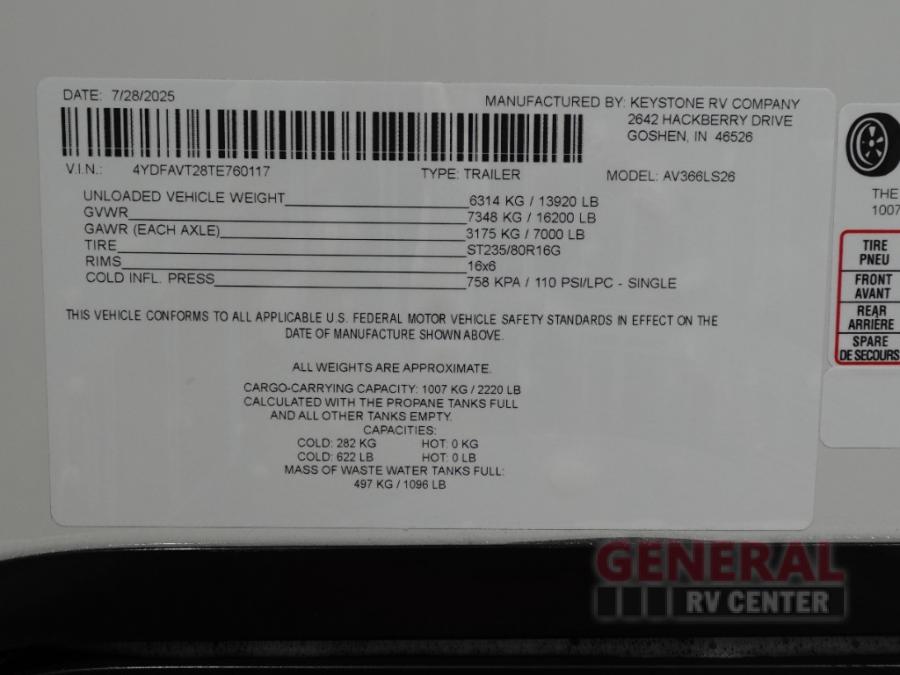 DATE: 7/28/2025
MANUFACTURED BY: KEYSTONE RV COMPANY
2642 HACKBERRY DRIVE
GOSHEN, IN 46526
V.I.N.: 4YDFAVT28TE760117 TYPE: TRAILER MODEL: AV366LS26
UNLOADED VEHICLE WEIGHT 6314 KG / 13920 LB
GVWR 7348 KG / 16200 LB
GAWR (EACH AXLE) 3175 KG / 7000 LB
TIRE ST235/80R16G
RIMS 16x6
COLD INFL. PRESS 758 KPA / 110 PSI/LPC - SINGLE
THIS VEHICLE CONFORMS TO ALL APPLICABLE U.S. FEDERAL MOTOR VEHICLE SAFETY STANDARDS IN EFFECT ON THE
DATE OF MANUFACTURE SHOWN ABOVE.
ALL WEIGHTS ARE APPROXIMATE.
CARGO-CARRYING CAPACITY: 1007 KG / 2220 LB
CALCULATED WITH THE PROPANE TANKS FULL
AND ALL OTHER TANKS EMPTY.
CAPACITIES:
COLD: 282 KG HOT: 0 KG
COLD: 622 LB HOT: 0 LB
MASS OF WASTE WATER TANKS FULL:
497 KG / 1096 LB
THE
1007
TIRE
PNEU
FRONT
AVANT
REAR
ARRIÈRE
SPARE
DE SECOURS
GENERAL
RV CENTER